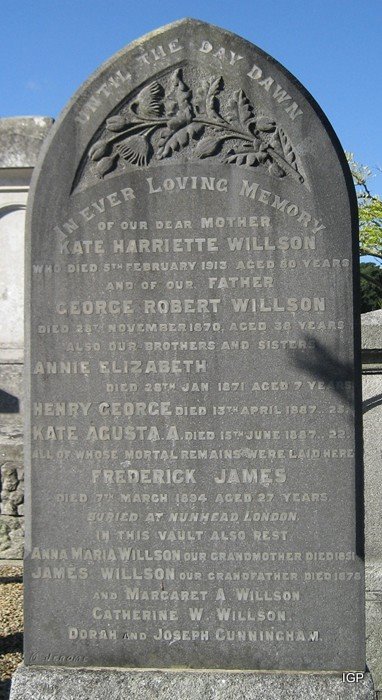 UNTIL THE DAY DAWN
IN EVER LOVING MEMORY
OF OUR DEAR MOTHER
KATE HARRIETTE WILLSON
WHO DIED 5TH FEBRUARY 1913 AGED 80 YEARS
AND OF OUR FATHER
GEORGE ROBERT WILLSON
DIED 28T NOVEMBER 1870, AGED 38 YEARS
ALSO OUR BROTHERS AND SISTERS
ANNIE ELIZABETH
DIED 28TH JAN 1871 AGED 7 YEARS
HENRY GEORGE DIED 13TH APRIL 1887.. 25.
KATE AGUSTA. A. DIED 15TH JUNE 1887.. 22.
ALL OF WHOSE MORTAL REMAINS WERE LAID HERE
FREDERICK JAMES
DIED 7TH MARCH 1894 AGED 27 YEARS.
BURIED AT NUNHEAD LONDON.
IN THIS VAULT ALSO REST.
ANNA MARIA WILLSON OUR GRANDMOTHER DIED 1851
JAMES WILLSON OUR GRANDFATHER DIED 1878
AND MARGARET A. WILLSON
CATHERINE W. WILLSON.
DORAH AND JOSEPH CUNNINGHAM.
JEROME
IGP